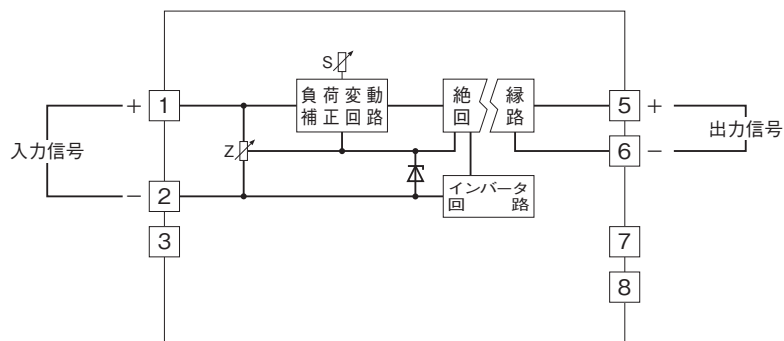 S
負荷変動
補正回路
絶縁
回路
+ 1
5 +
入力信号
出力信号
Z
6 −
− 2
インバータ
回路
3
7
8